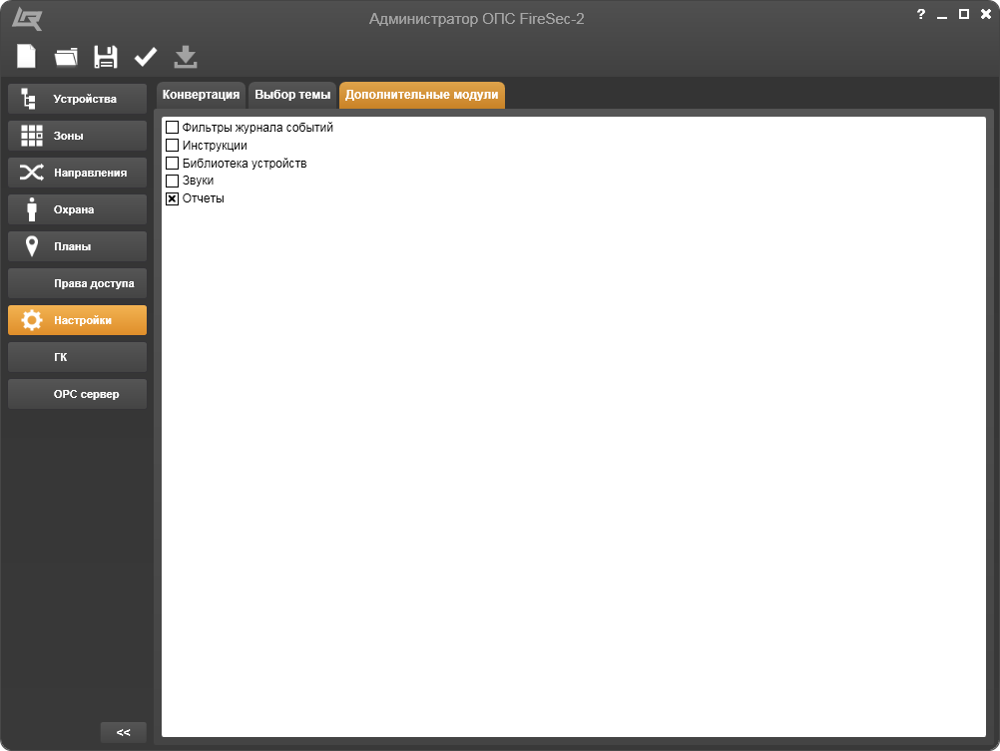 Администратор ОПС FireSec-2
?
Устройства
Зоны
Направления
Охрана
Планы
Права доступа
Настройки
ГК
OPC сервер
<<
Конвертация Выбор темы Дополнительные модули
Фильтры журнала событий
Инструкции
Библиотека устройств
Звуки
Отчеты